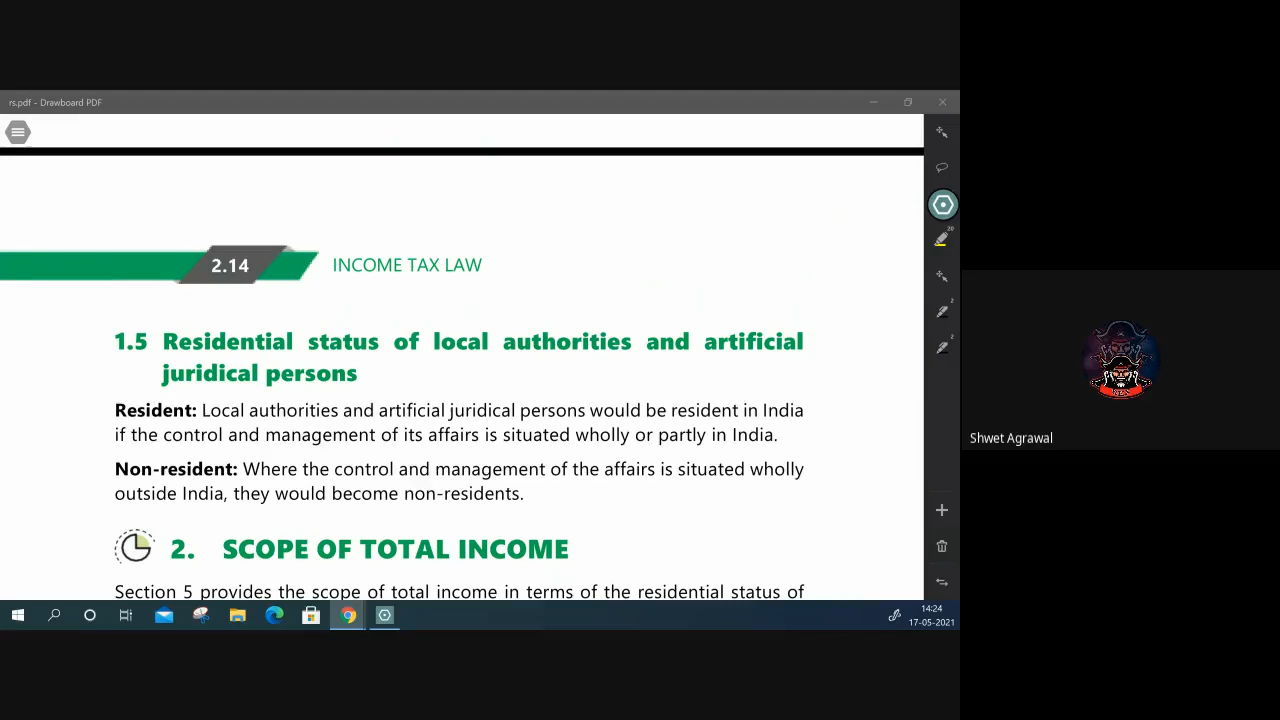 rs.pdf - Drawboard PDF
2.14
INCOME TAX LAW
1.5 Residential status of local authorities and artificial
juridical persons
Resident: Local authorities and artificial juridical persons would be resident in India
if the control and management of its affairs is situated wholly or partly in India.
Non-resident: Where the control and management of the affairs is situated wholly
outside India, they would become non-residents.
2. SCOPE OF TOTAL INCOME
Section 5 provides the scope of total income in terms of the residential status of
20
2
2
14:24
17-05-2021
Shwet Agrawal